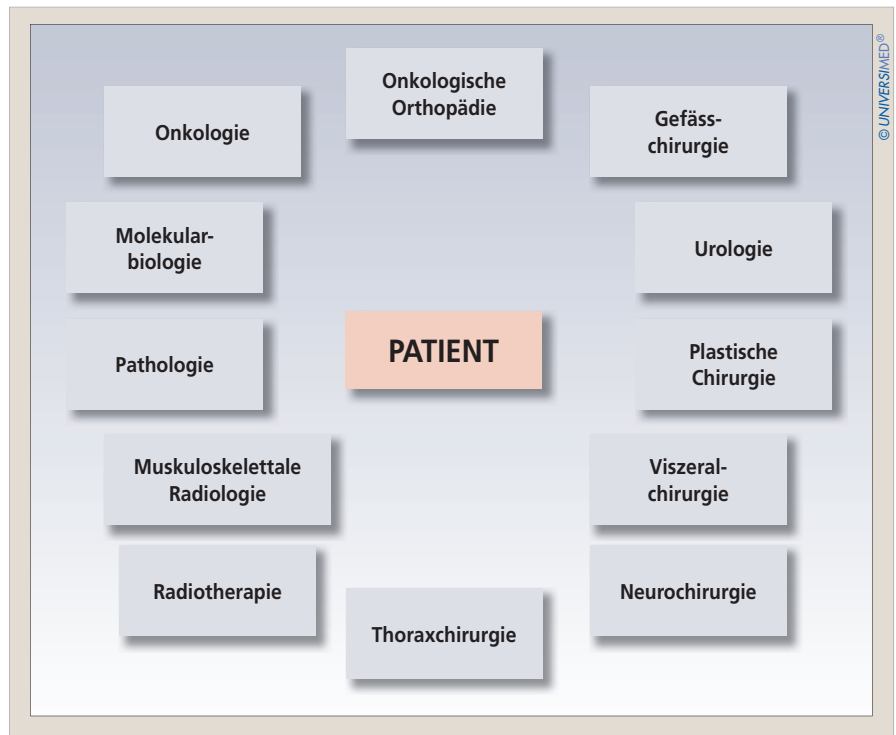 Onkologische
Orthopädie
Onkologie
Gefäss-
chirurgie
Molekular-
biologie
Urologie
PATIENT
Pathologie
Plastische
Chirurgie
Muskuloskelettale
Radiologie
Viszeral-
chirurgie
Radiotherapie
Neurochirurgie
Thoraxchirurgie
© UNIVERSIMED®